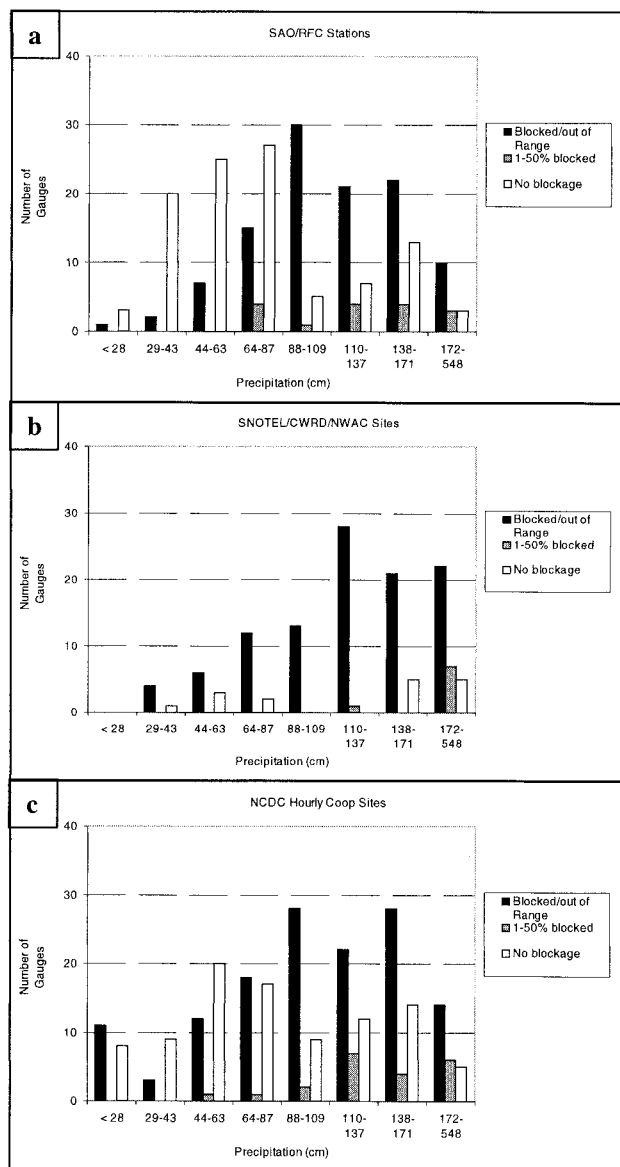 a
SAO/RFC Stations
40
30
20
10
0
Number of
Gauges
< 28 29-43 44-63 64-87 88-109 110- 138- 172-
137 171 548
Precipitation (cm)
Blocked/out of
Range
1-50% blocked
No blockage
b
SNOTEL/CWRD/NWAC Sites
40
30
20
10
0
Number of
Gauges
< 28 29-43 44-63 64-87 88-109 110- 138- 172-
137 171 548
Precipitation (cm)
Blocked/out of
Range
1-50% blocked
No blockage
c
NCDC Hourly Coop Sites
40
30
20
10
0
Number of
Gauges
< 28 29-43 44-63 64-87 88-109 110- 138- 172-
137 171 548
Precipitation (cm)
Blocked/out of
Range
1-50% blocked
No blockage